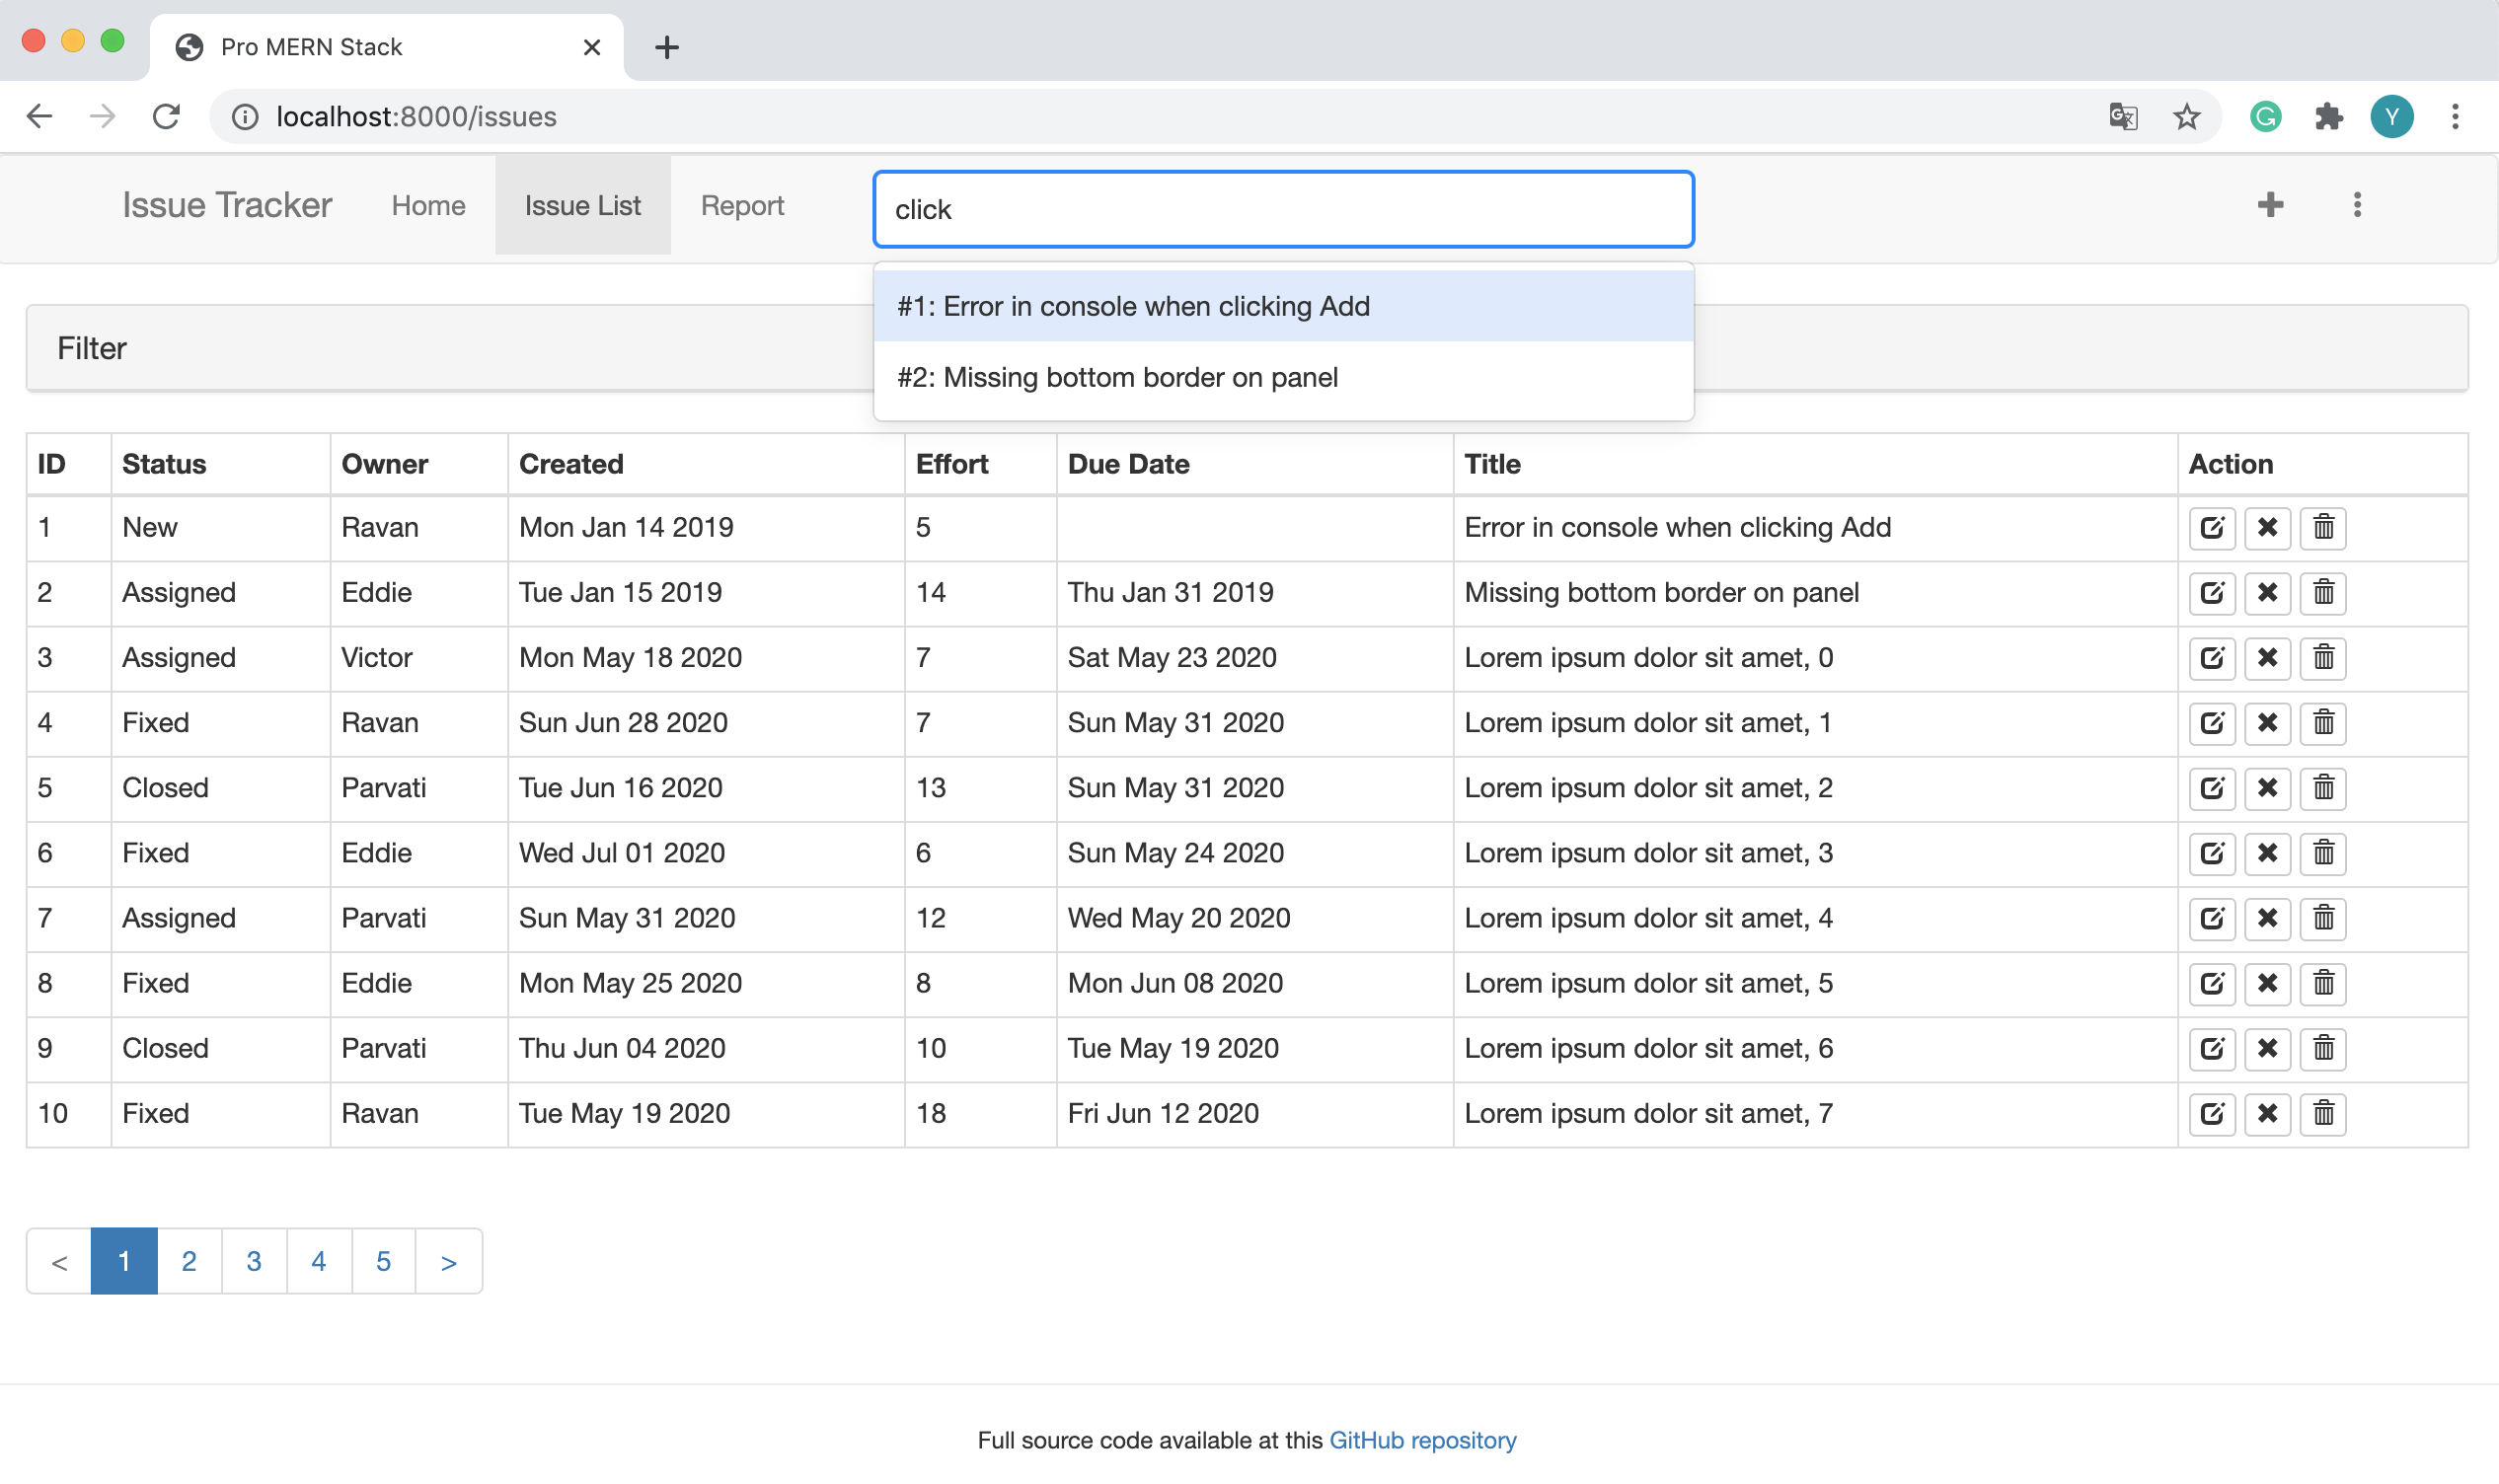 Pro MERN Stack
localhost:8000/issues
Y
Issue Tracker Home Issue List Report click
#1: Error in console when clicking Add
#2: Missing bottom border on panel
Filter
ID Status Owner Created Effort Due Date Title Action
1 New Ravan Mon Jan 14 2019 5 Error in console when clicking Add
2 Assigned Eddie Tue Jan 15 2019 14 Thu Jan 31 2019 Missing bottom border on panel
3 Assigned Victor Mon May 18 2020 7 Sat May 23 2020 Lorem ipsum dolor sit amet, 0
4 Fixed Ravan Sun Jun 28 2020 7 Sun May 31 2020 Lorem ipsum dolor sit amet, 1
5 Closed Parvati Tue Jun 16 2020 13 Sun May 31 2020 Lorem ipsum dolor sit amet, 2
6 Fixed Eddie Wed Jul 01 2020 6 Sun May 24 2020 Lorem ipsum dolor sit amet, 3
7 Assigned Parvati Sun May 31 2020 12 Wed May 20 2020 Lorem ipsum dolor sit amet, 4
8 Fixed Eddie Mon May 25 2020 8 Mon Jun 08 2020 Lorem ipsum dolor sit amet, 5
9 Closed Parvati Thu Jun 04 2020 10 Tue May 19 2020 Lorem ipsum dolor sit amet, 6
10 Fixed Ravan Tue May 19 2020 18 Fri Jun 12 2020 Lorem ipsum dolor sit amet, 7
< 1 2 3 4 5 >
Full source code available at this GitHub repository